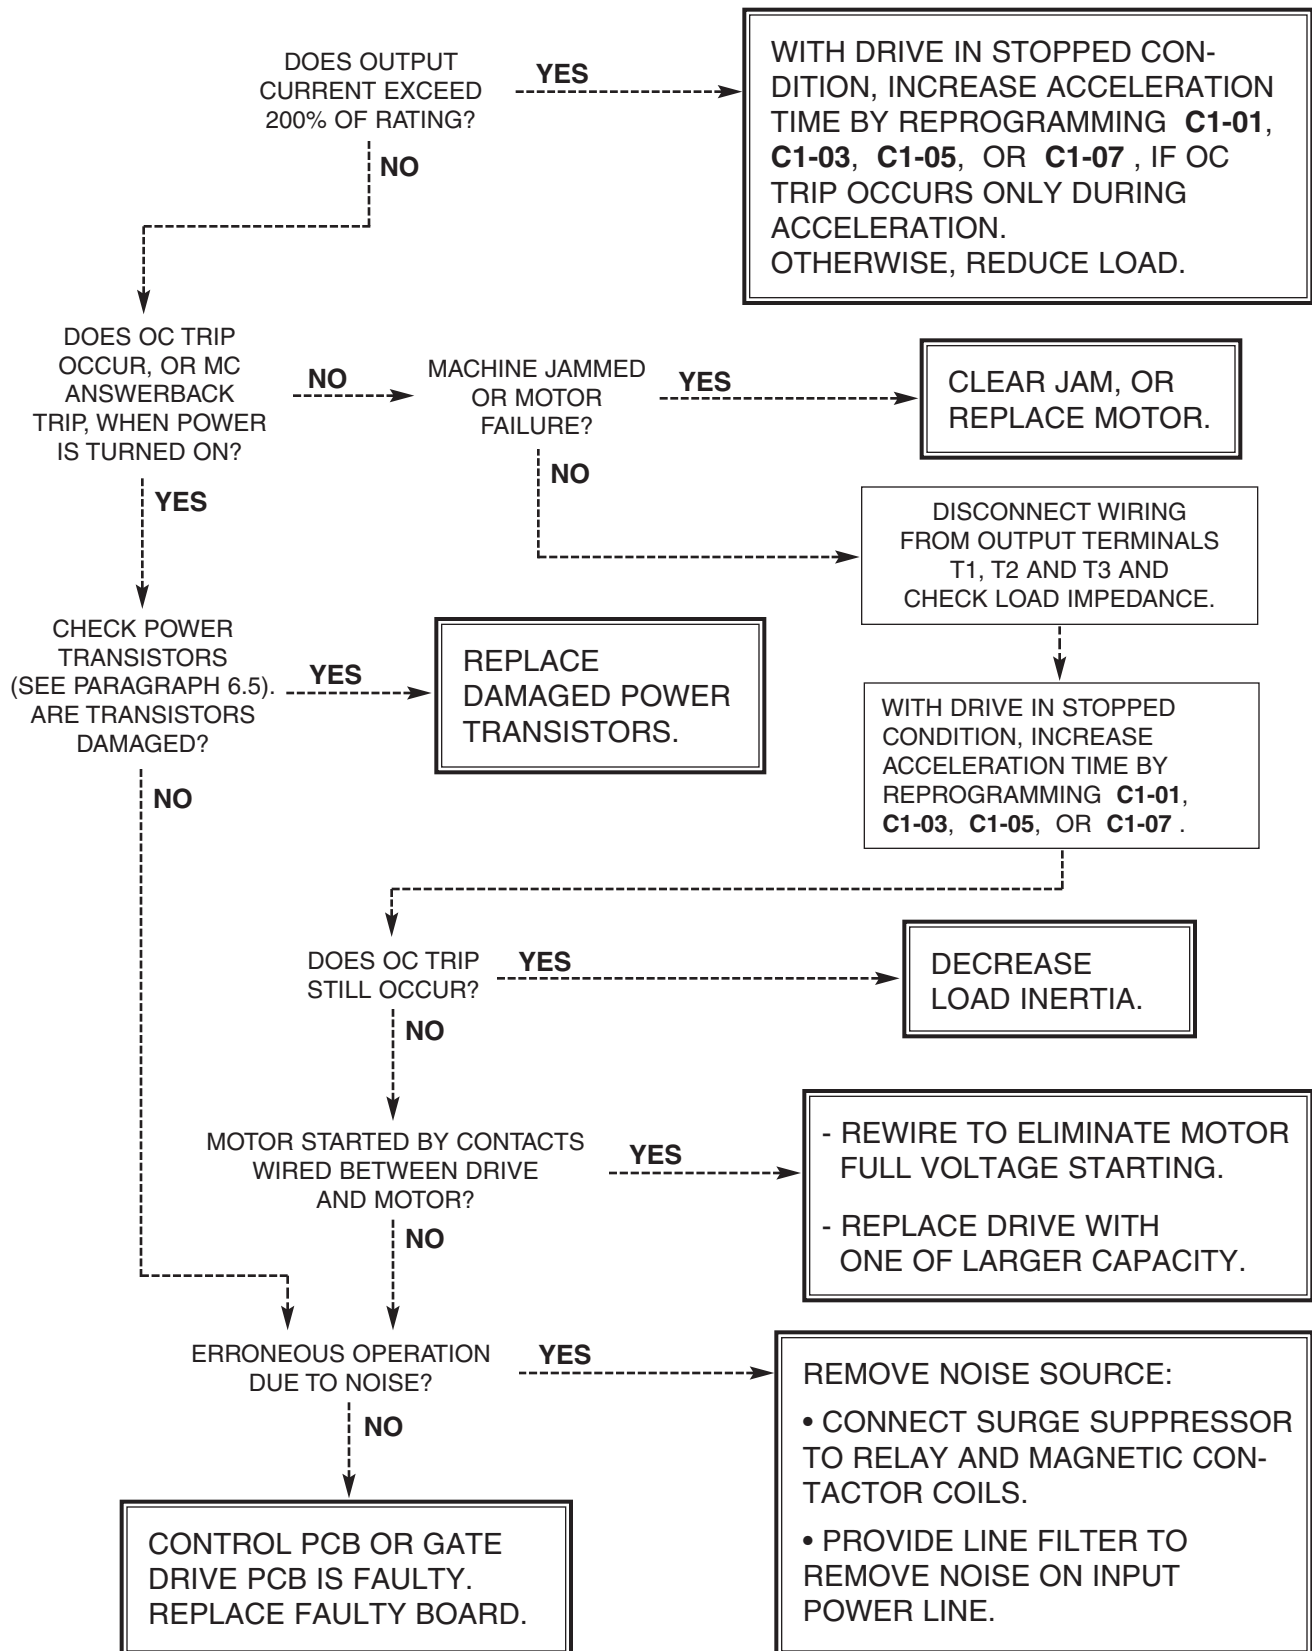 DOES OUTPUT
CURRENT EXCEED
200% OF RATING?
YES
WITH DRIVE IN STOPPED CON-
DITION, INCREASE ACCELERATION
TIME BY REPROGRAMMING C1-01,
C1-03, C1-05, OR C1-07 , IF OC
TRIP OCCURS ONLY DURING
ACCELERATION.
OTHERWISE, REDUCE LOAD.
NO
DOES OC TRIP
OCCUR, OR MC
ANSWERBACK
TRIP, WHEN POWER
IS TURNED ON?
NO
MACHINE JAMMED
OR MOTOR
FAILURE?
YES
CLEAR JAM, OR
REPLACE MOTOR.
YES
NO
DISCONNECT WIRING
FROM OUTPUT TERMINALS
T1, T2 AND T3 AND
CHECK LOAD IMPEDANCE.
CHECK POWER
TRANSISTORS
(SEE PARAGRAPH 6.5).
ARE TRANSISTORS
DAMAGED?
YES
REPLACE
DAMAGED POWER
TRANSISTORS.
WITH DRIVE IN STOPPED
CONDITION, INCREASE
ACCELERATION TIME BY
REPROGRAMMING C1-01,
C1-03, C1-05, OR C1-07 .
NO
DOES OC TRIP
STILL OCCUR?
YES
DECREASE
LOAD INERTIA.
NO
MOTOR STARTED BY CONTACTS
WIRED BETWEEN DRIVE
AND MOTOR?
YES
- REWIRE TO ELIMINATE MOTOR
FULL VOLTAGE STARTING.
- REPLACE DRIVE WITH
ONE OF LARGER CAPACITY.
NO
ERRONEOUS OPERATION
DUE TO NOISE?
YES
REMOVE NOISE SOURCE:
• CONNECT SURGE SUPPRESSOR
TO RELAY AND MAGNETIC CON-
TACTOR COILS.
• PROVIDE LINE FILTER TO
REMOVE NOISE ON INPUT
POWER LINE.
NO
CONTROL PCB OR GATE
DRIVE PCB IS FAULTY.
REPLACE FAULTY BOARD.